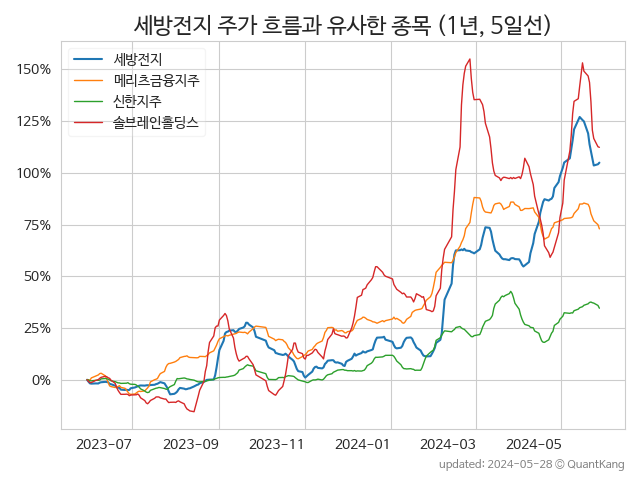 세방전지 주가 흐름과 유사한 종목 (1년, 5일선)
세방전지
메리츠금융지주
신한지주
솔브레인홀딩스
150%
125%
100%
75%
50%
25%
0%
2023-07 2023-09 2023-11 2024-01 2024-03 2024-05
updated: 2024-05-28 © QuantKang